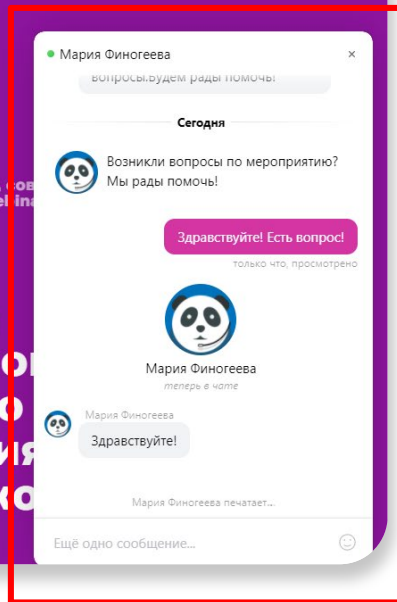 Мария Финогеева ×
вопросы.Будем рады помочь!
Сегодня
Возникли вопросы по мероприятию?
Мы рады помочь!
Здравствуйте! Есть вопрос!
только что, просмотрено
Мария Финогеева
теперь в чате
Мария Финогеева
Здравствуйте!
Мария Финогеева печатает...
Ещё одно сообщение...